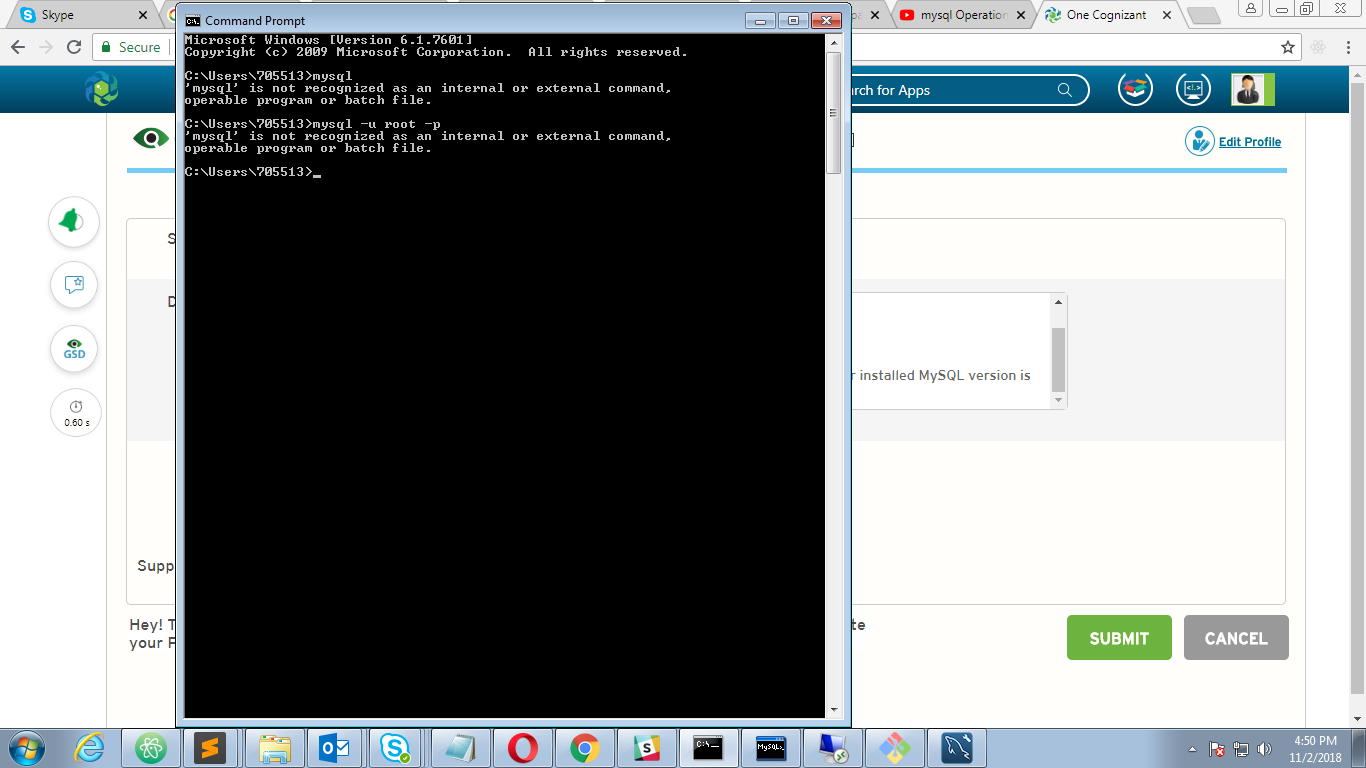 Skype
Command Prompt
mysql Operation
One Cognizant
Secure
Microsoft Windows [Version 6.1.7601]
Copyright (c) 2009 Microsoft Corporation.  All rights reserved.
C:\Users\705513>mysql
'mysql' is not recognized as an internal or external command,
operable program or batch file.
C:\Users\705513>mysql -u root -p
'mysql' is not recognized as an internal or external command,
operable program or batch file.
C:\Users\705513>_
rch for Apps
Edit Profile
S
D
GSD
r installed MySQL version is
0.60 s
Supp
Hey! T
te
your F
SUBMIT
CANCEL
C:\_
MySQL
4:50 PM
11/2/2018